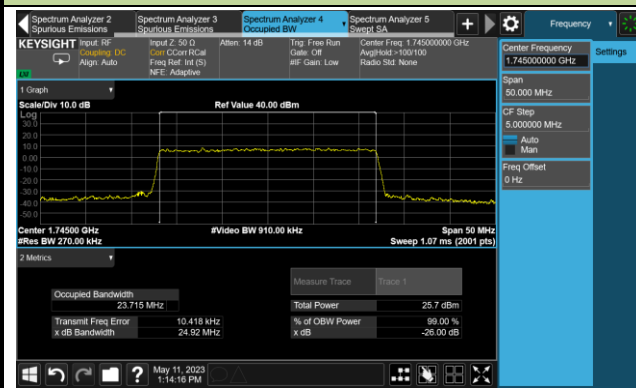 Spectrum Analyzer 2
Spurious Emissions
Spectrum Analyzer 3
Spurious Emissions
Spectrum Analyzer 4
Occupied BW
Spectrum Analyzer 5
Swept SA
Frequency
KEYSIGHT
Input: RF
Coupling: DC
Align: Auto
Input Z: 50 Ω
Corr CCorr RCal
Freq Ref: Int (S)
NFE: Adaptive
Atten: 14 dB
Trig: Free Run
Gate: Off
#IF Gain: Low
Center Freq: 1.745000000 GHz
Avg|Hold:>100/100
Radio Std: None
Center Frequency
1.745000000 GHz
Settings
Span
50.000 MHz
CF Step
5.000000 MHz
Auto
Man
Freq Offset
0 Hz
1 Graph
Scale/Div 10.0 dB
Ref Value 40.00 dBm
Log
30.0
20.0
10.0
0.00
-10.0
-20.0
-30.0
-40.0
-50.0
Center 1.74500 GHz
#Video BW 910.00 kHz
Span 50 MHz
#Res BW 270.00 kHz
Sweep 1.07 ms (2001 pts)
2 Metrics
Measure Trace
Trace 1
Occupied Bandwidth
23.715 MHz
Total Power
25.7 dBm
Transmit Freq Error
10.418 kHz
% of OBW Power
99.00 %
x dB Bandwidth
24.92 MHz
x dB
-26.00 dB
May 11, 2023
1:14:16 PM